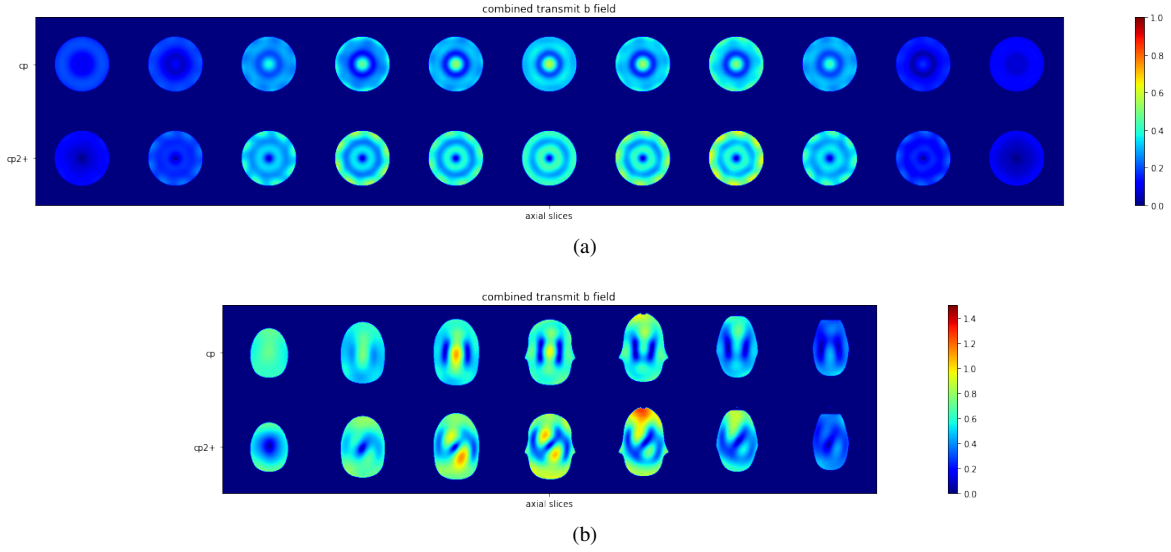 combined transmit b field
cp
cp2+
axial slices
1.0
0.8
0.6
0.4
0.2
0.0
(a)
combined transmit b field
cp
cp2+
axial slices
1.4
1.2
1.0
0.8
0.6
0.4
0.2
0.0
(b)